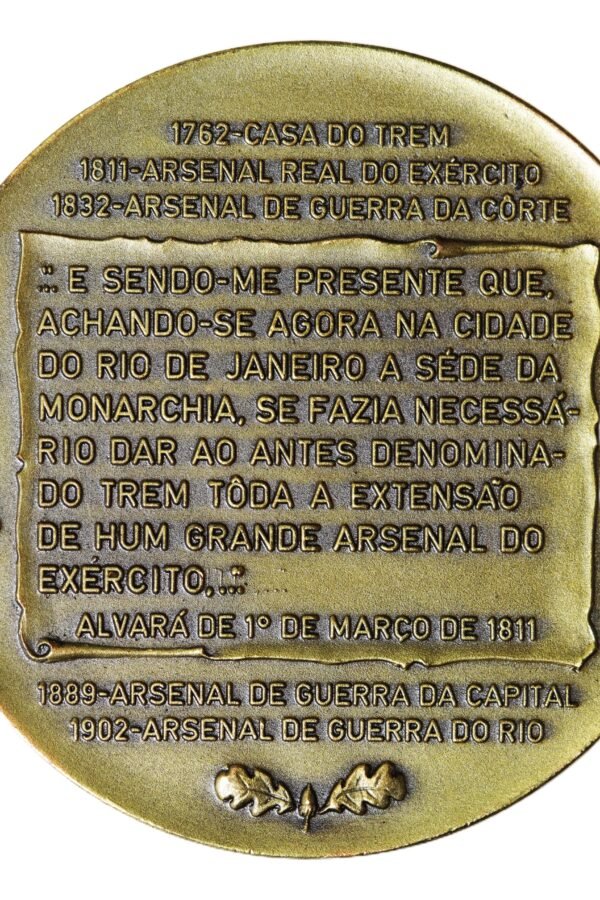 1762-CASA DO TREM
1811-ARSENAL REAL DO EXÉRCITO
1832-ARSENAL DE GUERRA DA CÔRTE
"... E SENDO-ME PRESENTE QUE,
ACHANDO-SE AGORA NA CIDADE
DO RIO DE JANEIRO A SÉDE DA
MONARCHIA, SE FAZIA NECESSÁ-
RIO DAR AO ANTES DENOMINA-
DO TREM TÔDA A EXTENSÃO
DE HUM GRANDE ARSENAL DO
EXÉRCITO,..."
ALVARÁ DE 1º DE MARÇO DE 1811
1889-ARSENAL DE GUERRA DA CAPITAL
1902-ARSENAL DE GUERRA DO RIO